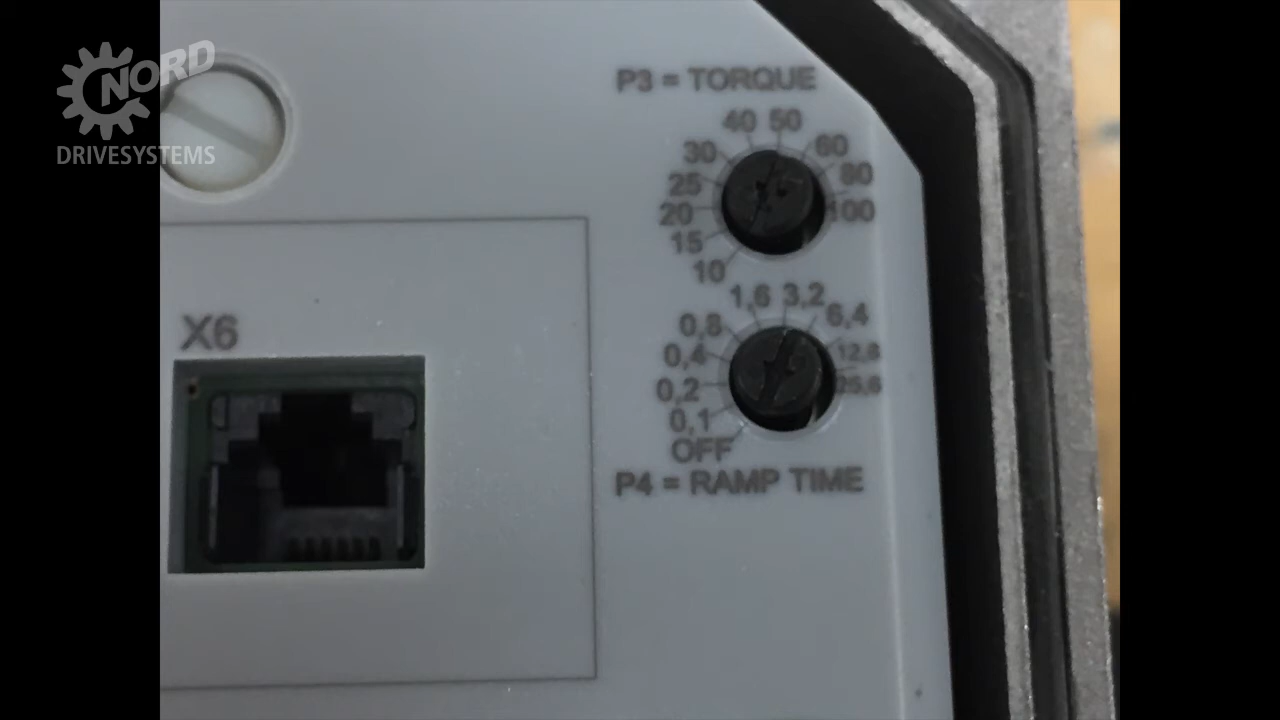 NORD
DRIVESYSTEMS
P3 = TORQUE
40 50
30 60
25 80
20 100
15
10
X6
1,6 3,2
0,8 6,4
0,4 12,8
0,2 25,6
0,1
OFF
P4 = RAMP TIME